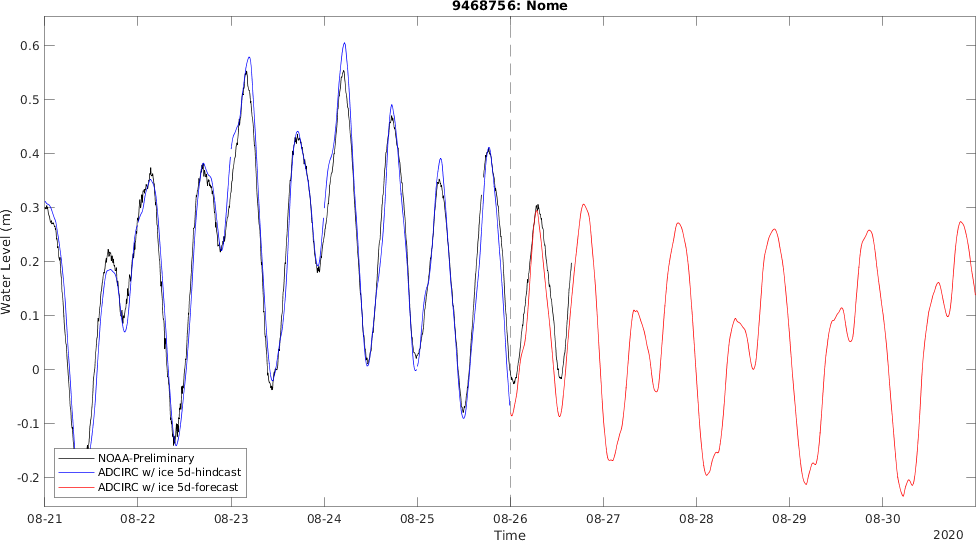 9468756: Nome
Water Level (m)
0.6
0.5
0.4
0.3
0.2
0.1
0
-0.1
-0.2
NOAA-Preliminary
ADCIRC w/ ice 5d-hindcast
ADCIRC w/ ice 5d-forecast
08-21 08-22 08-23 08-24 08-25 08-26 08-27 08-28 08-29 08-30
Time
2020